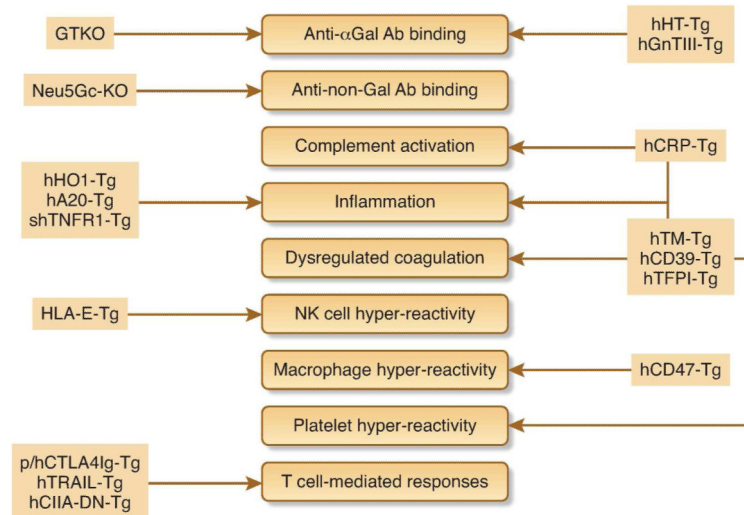 GTKO
Anti-αGal Ab binding
hHT-Tg
hGnTIII-Tg
Neu5Gc-KO
Anti-non-Gal Ab binding
Complement activation
hCRP-Tg
hHO1-Tg
hA20-Tg
shTNFR1-Tg
Inflammation
Dysregulated coagulation
hTM-Tg
hCD39-Tg
hTFPI-Tg
HLA-E-Tg
NK cell hyper-reactivity
Macrophage hyper-reactivity
hCD47-Tg
Platelet hyper-reactivity
p/hCTLA4Ig-Tg
hTRAIL-Tg
hCIIA-DN-Tg
T cell-mediated responses